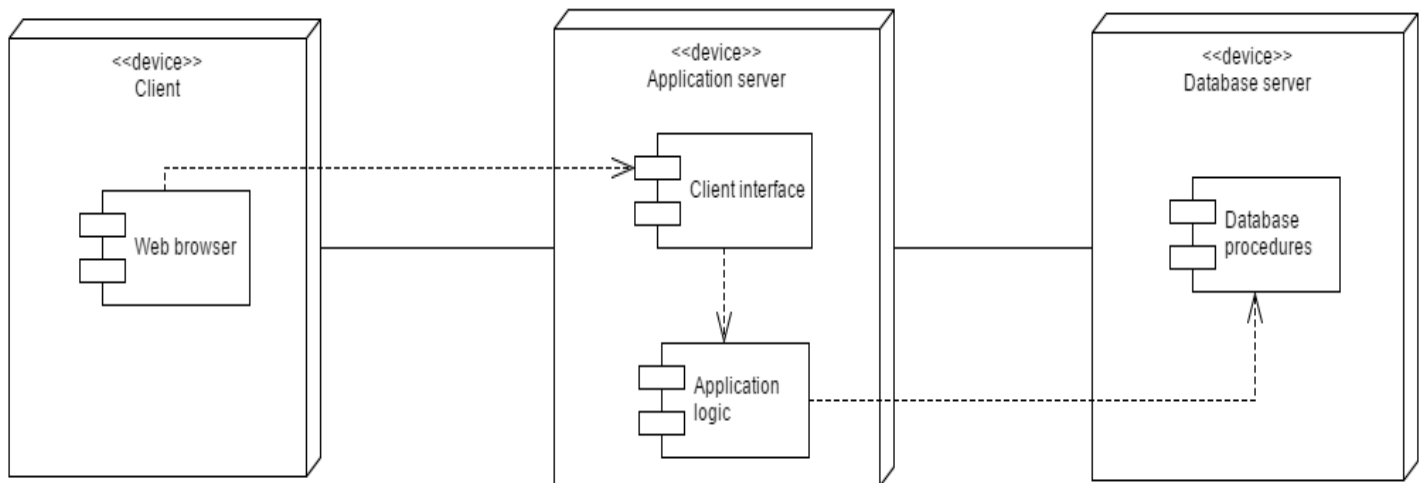 <<device>>
Client
Web browser
<<device>>
Application server
Client interface
Application
logic
<<device>>
Database server
Database
procedures